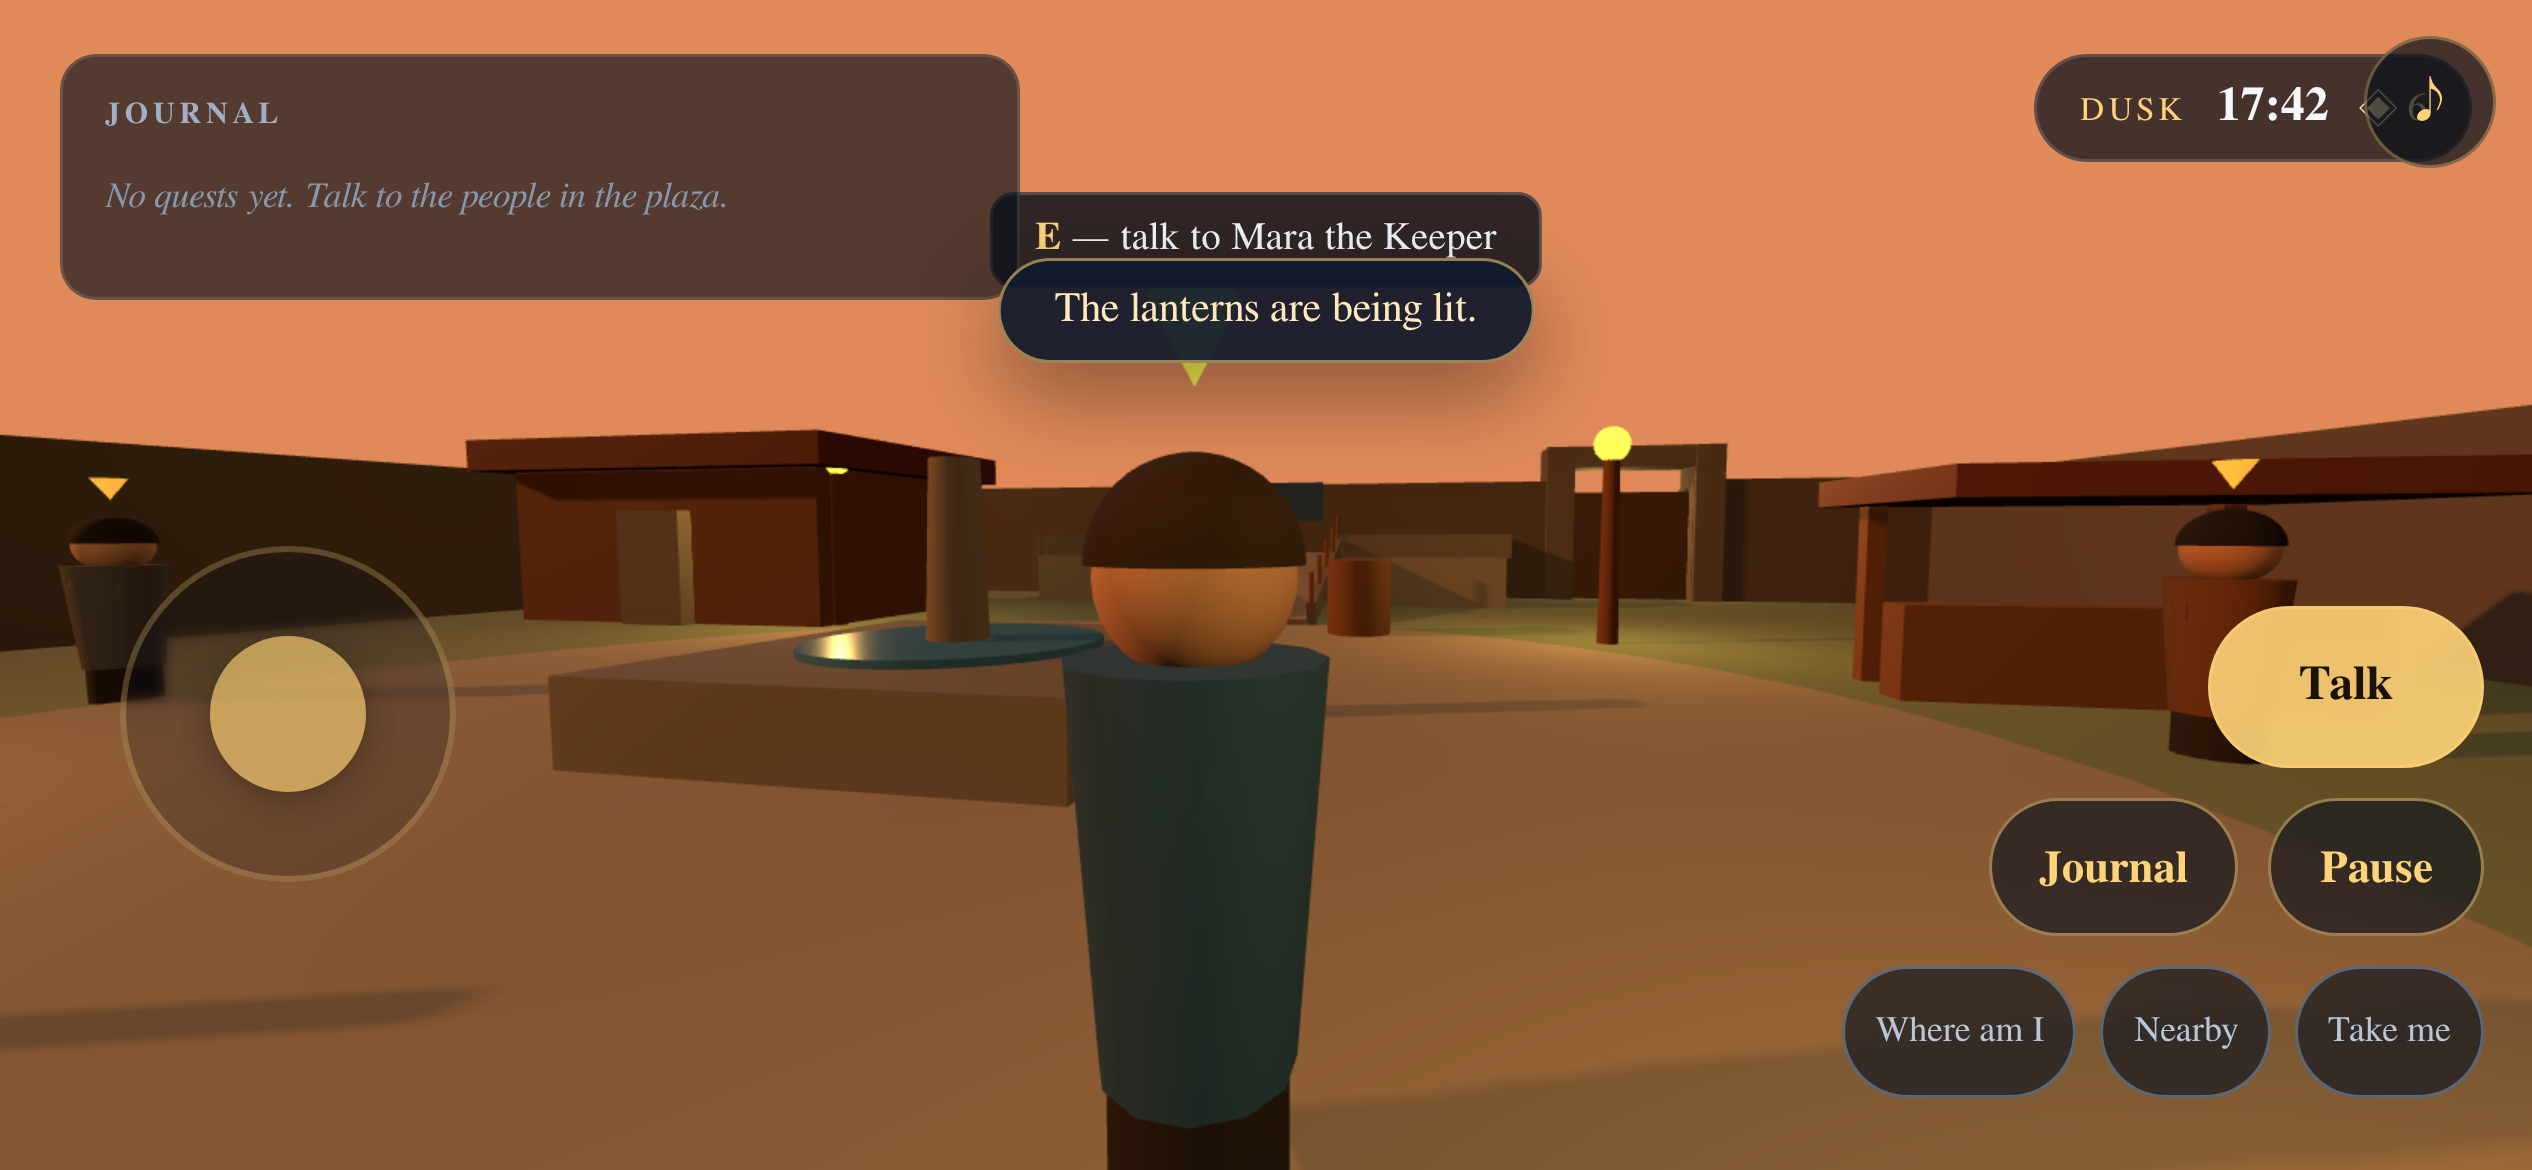 JOURNAL
No quests yet. Talk to the people in the plaza.
DUSK 17:42 ◈ 6
E — talk to Mara the Keeper
The lanterns are being lit.
Talk
Journal
Pause
Where am I
Nearby
Take me